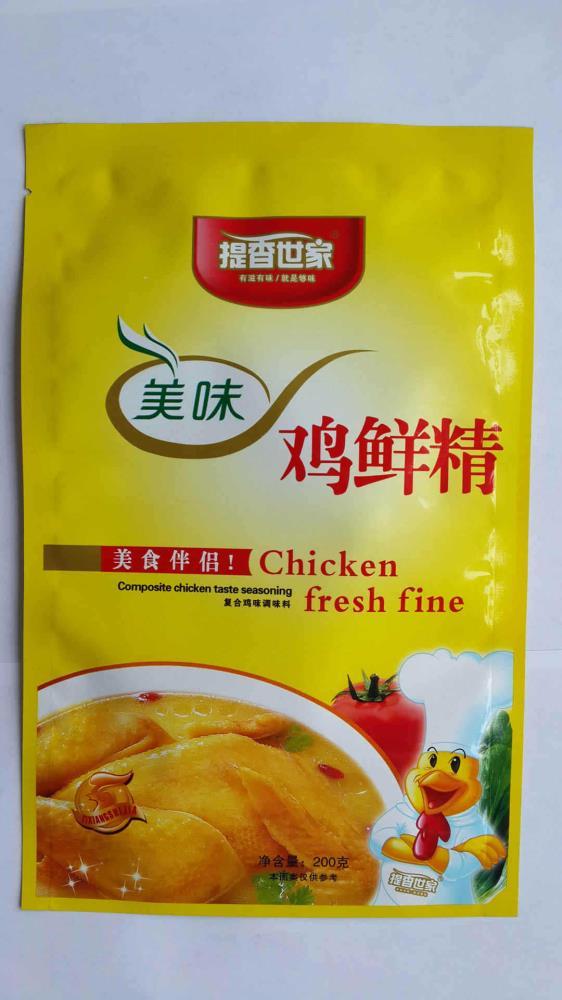 提香世家®
有滋有味/就是够味
美味
鸡鲜精
美食伴侣! Chicken
Composite chicken taste seasoning
fresh fine
复合鸡味调味料
净含量: 200克
本图案仅供参考
提香世家®